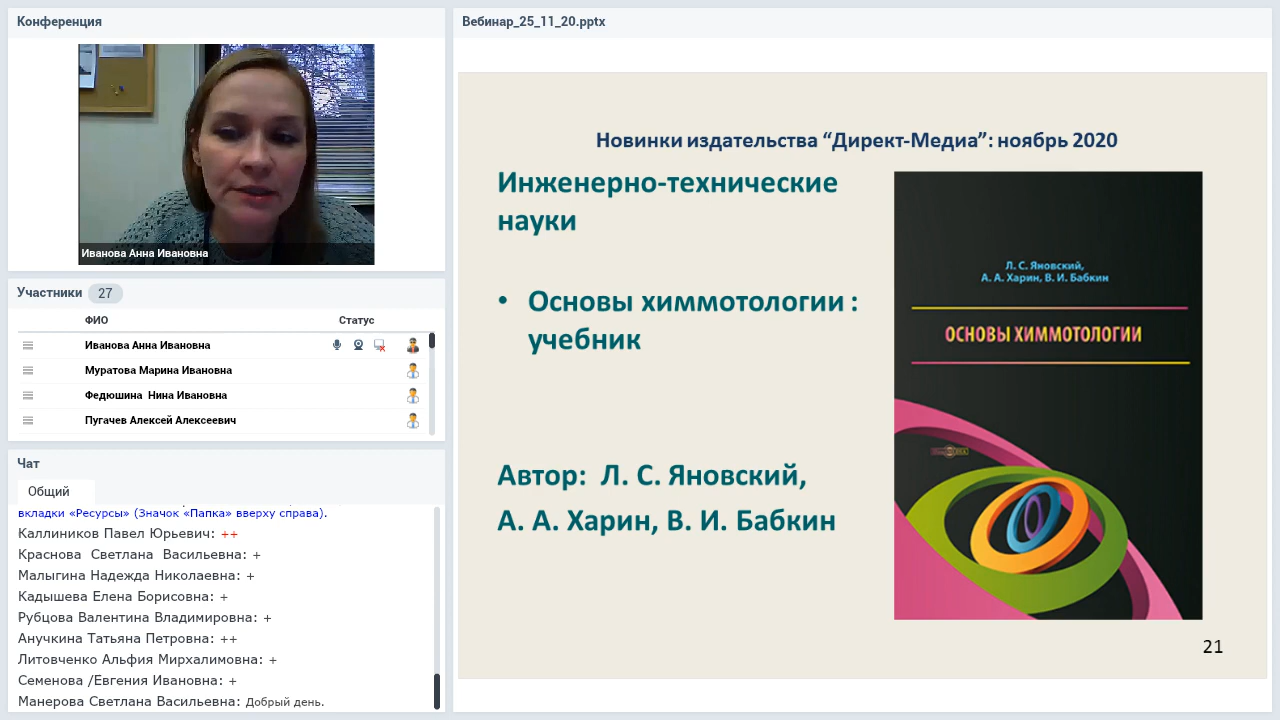 Конференция
Иванова Анна Ивановна
Участники 27
ФИО Статус
Иванова Анна Ивановна
Муратова Марина Ивановна
Федюшина Нина Ивановна
Пугачев Алексей Алексеевич
Чат
Общий
вкладки «Ресурсы» (Значок «Папка» вверху справа).
Каллиников Павел Юрьевич: ++
Краснова Светлана Васильевна: +
Малыгина Надежда Николаевна: +
Кадышева Елена Борисовна: +
Рубцова Валентина Владимировна: +
Анучкина Татьяна Петровна: ++
Литовченко Альфия Мирхалимовна: +
Семенова /Евгения Ивановна: +
Манерова Светлана Васильевна: Добрый день.
Вебинар_25_11_20.pptx
Новинки издательства “Директ-Медиа”: ноябрь 2020
Инженерно-технические
науки
• Основы химмотологии :
учебник
Автор: Л. С. Яновский,
А. А. Харин, В. И. Бабкин
Л. С. Яновский,
А. А. Харин, В. И. Бабкин
ОСНОВЫ ХИММОТОЛОГИИ
21